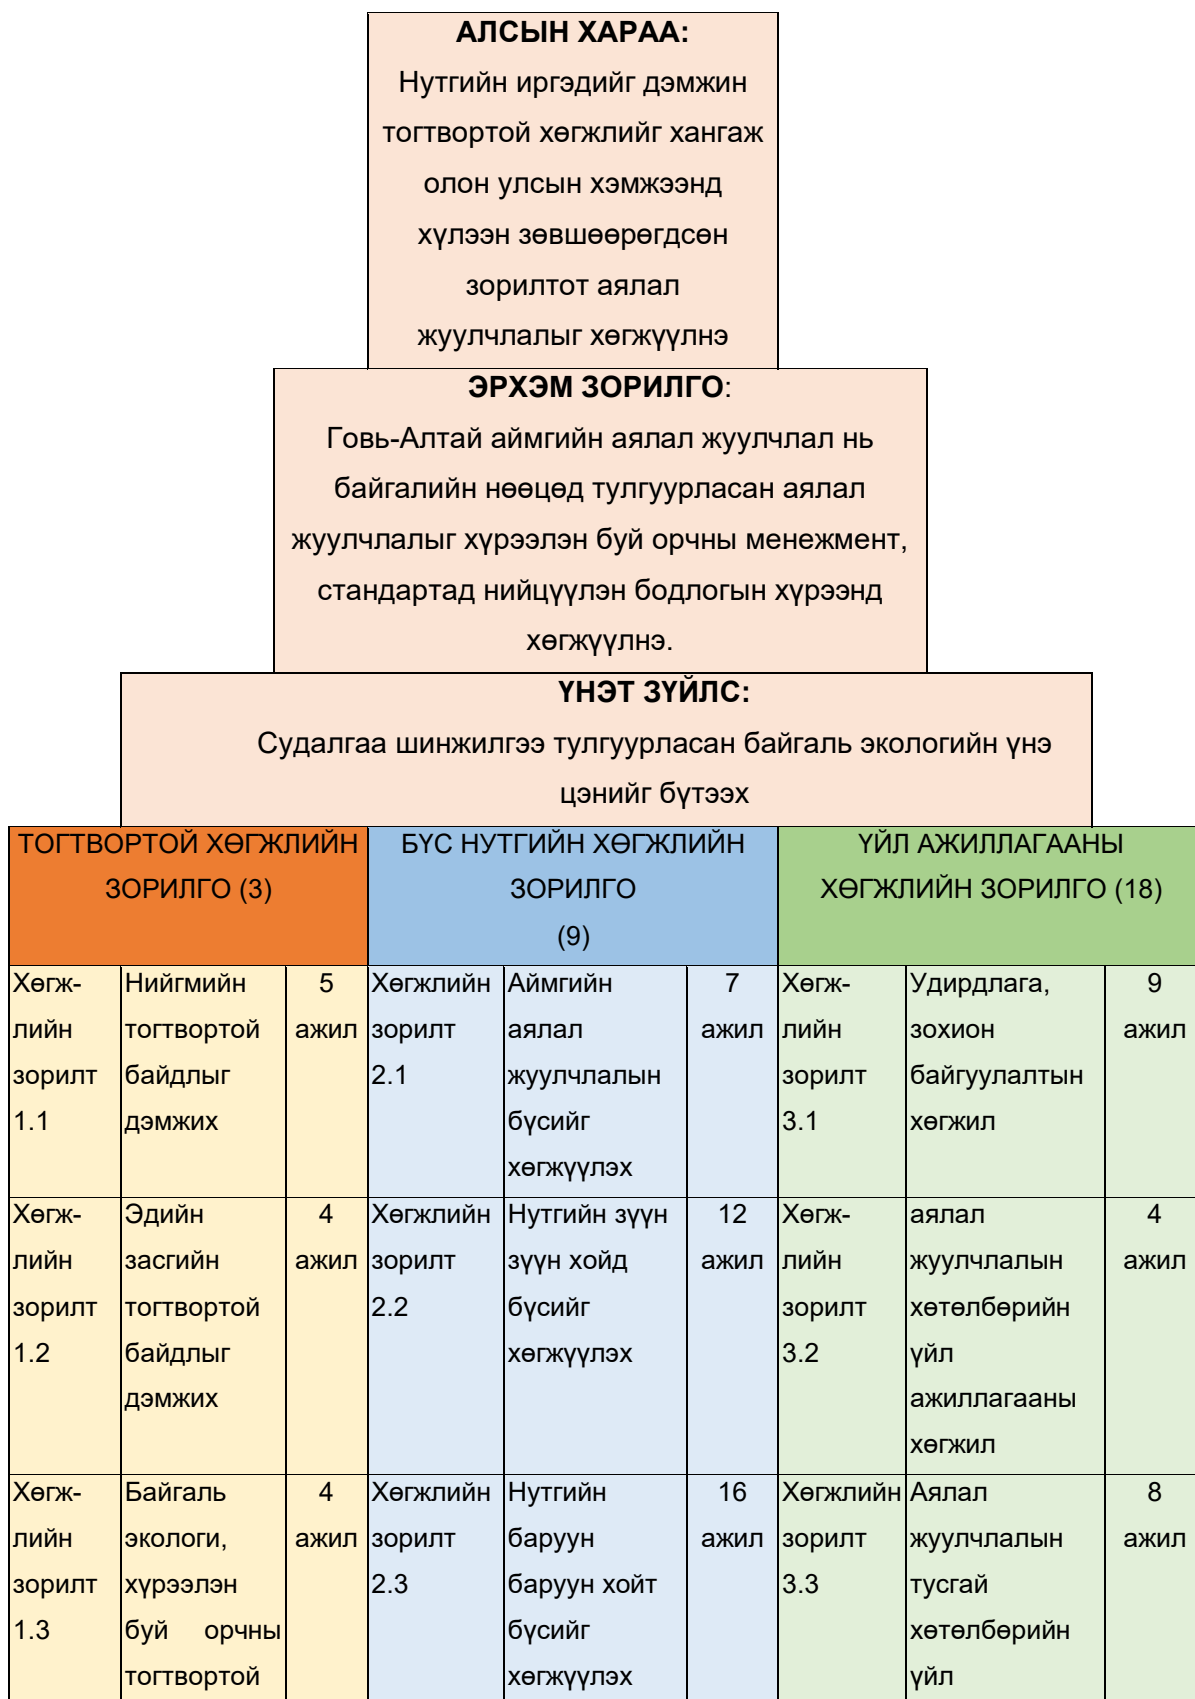 АЛСЫН ХАРАА:
Нутгийн иргэдийг дэмжин
тогтвортой хөгжлийг хангаж
олон улсын хэмжээнд
хүлээн зөвшөөрөгдсөн
зорилтот аялал
жуулчлалыг хөгжүүлнэ
ЭРХЭМ ЗОРИЛГО:
Говь-Алтай аймгийн аялал жуулчлал нь
байгалийн нөөцөд тулгуурласан аялал
жуулчлалыг хүрээлэн буй орчны менежмент,
стандартад нийцүүлэн бодлогын хүрээнд
хөгжүүлнэ.
ҮНЭТ ЗҮЙЛС:
Судалгаа шинжилгээ тулгуурласан байгаль экологийн үнэ
цэнийг бүтээх
ТОГТВОРТОЙ ХӨГЖЛИЙН
ЗОРИЛГО (3)
БҮС НУТГИЙН ХӨГЖЛИЙН
ЗОРИЛГО
(9)
ҮЙЛ АЖИЛЛАГААНЫ
ХӨГЖЛИЙН ЗОРИЛГО (18)
Хөгж-
лийн
зорилт
1.1
Нийгмийн
тогтвортой
байдлыг
дэмжих
5
ажил
Хөгжлийн
зорилт
2.1
Аймгийн
аялал
жуулчлалын
бүсийг
хөгжүүлэх
7
ажил
Хөгж-
лийн
зорилт
3.1
Удирдлага,
зохион
байгуулалтын
хөгжил
9
ажил
Хөгж-
лийн
зорилт
1.2
Эдийн
засгийн
тогтвортой
байдлыг
дэмжих
4
ажил
Хөгжлийн
зорилт
2.2
Нутгийн зүүн
зүүн хойд
бүсийг
хөгжүүлэх
12
ажил
Хөгж-
лийн
зорилт
3.2
аялал
жуулчлалын
хөтөлбөрийн
үйл
ажиллагааны
хөгжил
4
ажил
Хөгж-
лийн
зорилт
1.3
Байгаль
экологи,
хүрээлэн
буй орчны
тогтвортой
4
ажил
Хөгжлийн
зорилт
2.3
Нутгийн
баруун
баруун хойт
бүсийг
хөгжүүлэх
16
ажил
Хөгжлийн
зорилт
3.3
Аялал
жуулчлалын
тусгай
хөтөлбөрийн
үйл
8
ажил